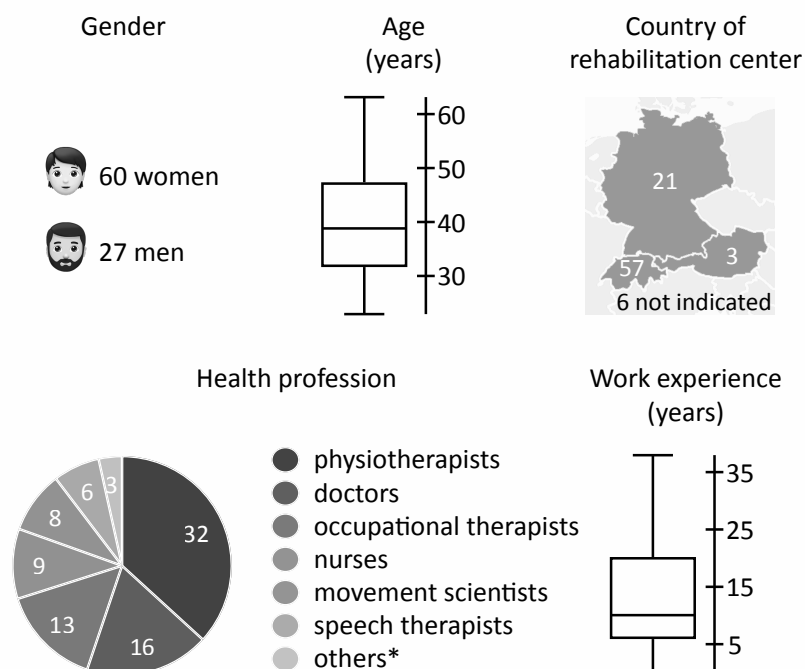 Gender
60 women
27 men
Age
(years)
60
50
40
30
Country of
rehabilitation center
21
57
3
6 not indicated
Health profession
32
16
13
9
8
6
3
physiotherapists
doctors
occupational therapists
nurses
movement scientists
speech therapists
others*
Work experience
(years)
35
25
15
5